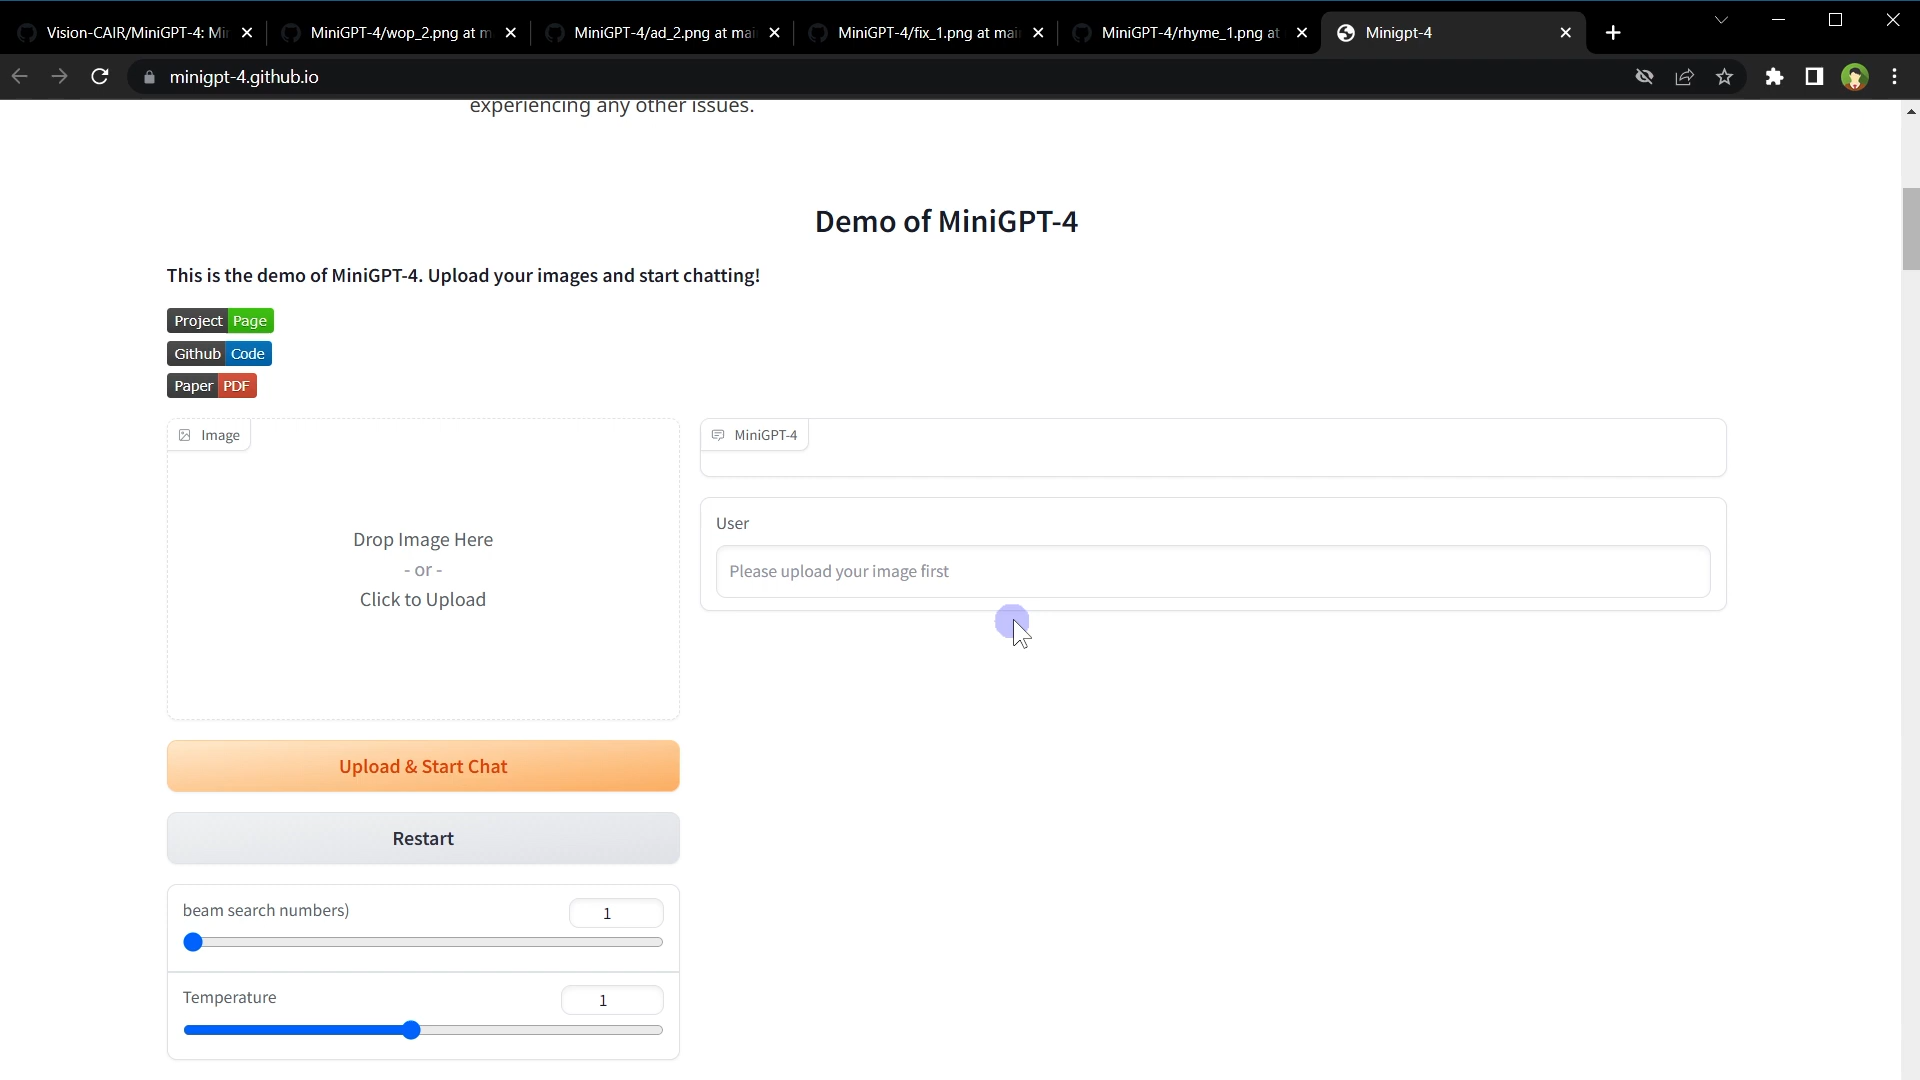 Vision-CAIR/MiniGPT-4: Mi
MiniGPT-4/wop_2.png at m
MiniGPT-4/ad_2.png at mai
MiniGPT-4/fix_1.png at mai
MiniGPT-4/rhyme_1.png at
Minigpt-4
minigpt-4.github.io
experiencing any other issues.
Demo of MiniGPT-4
This is the demo of MiniGPT-4. Upload your images and start chatting!
Project Page
Github Code
Paper PDF
Image
MiniGPT-4
User
Please upload your image first
Drop Image Here
- or -
Click to Upload
Upload & Start Chat
Restart
beam search numbers)
1
Temperature
1